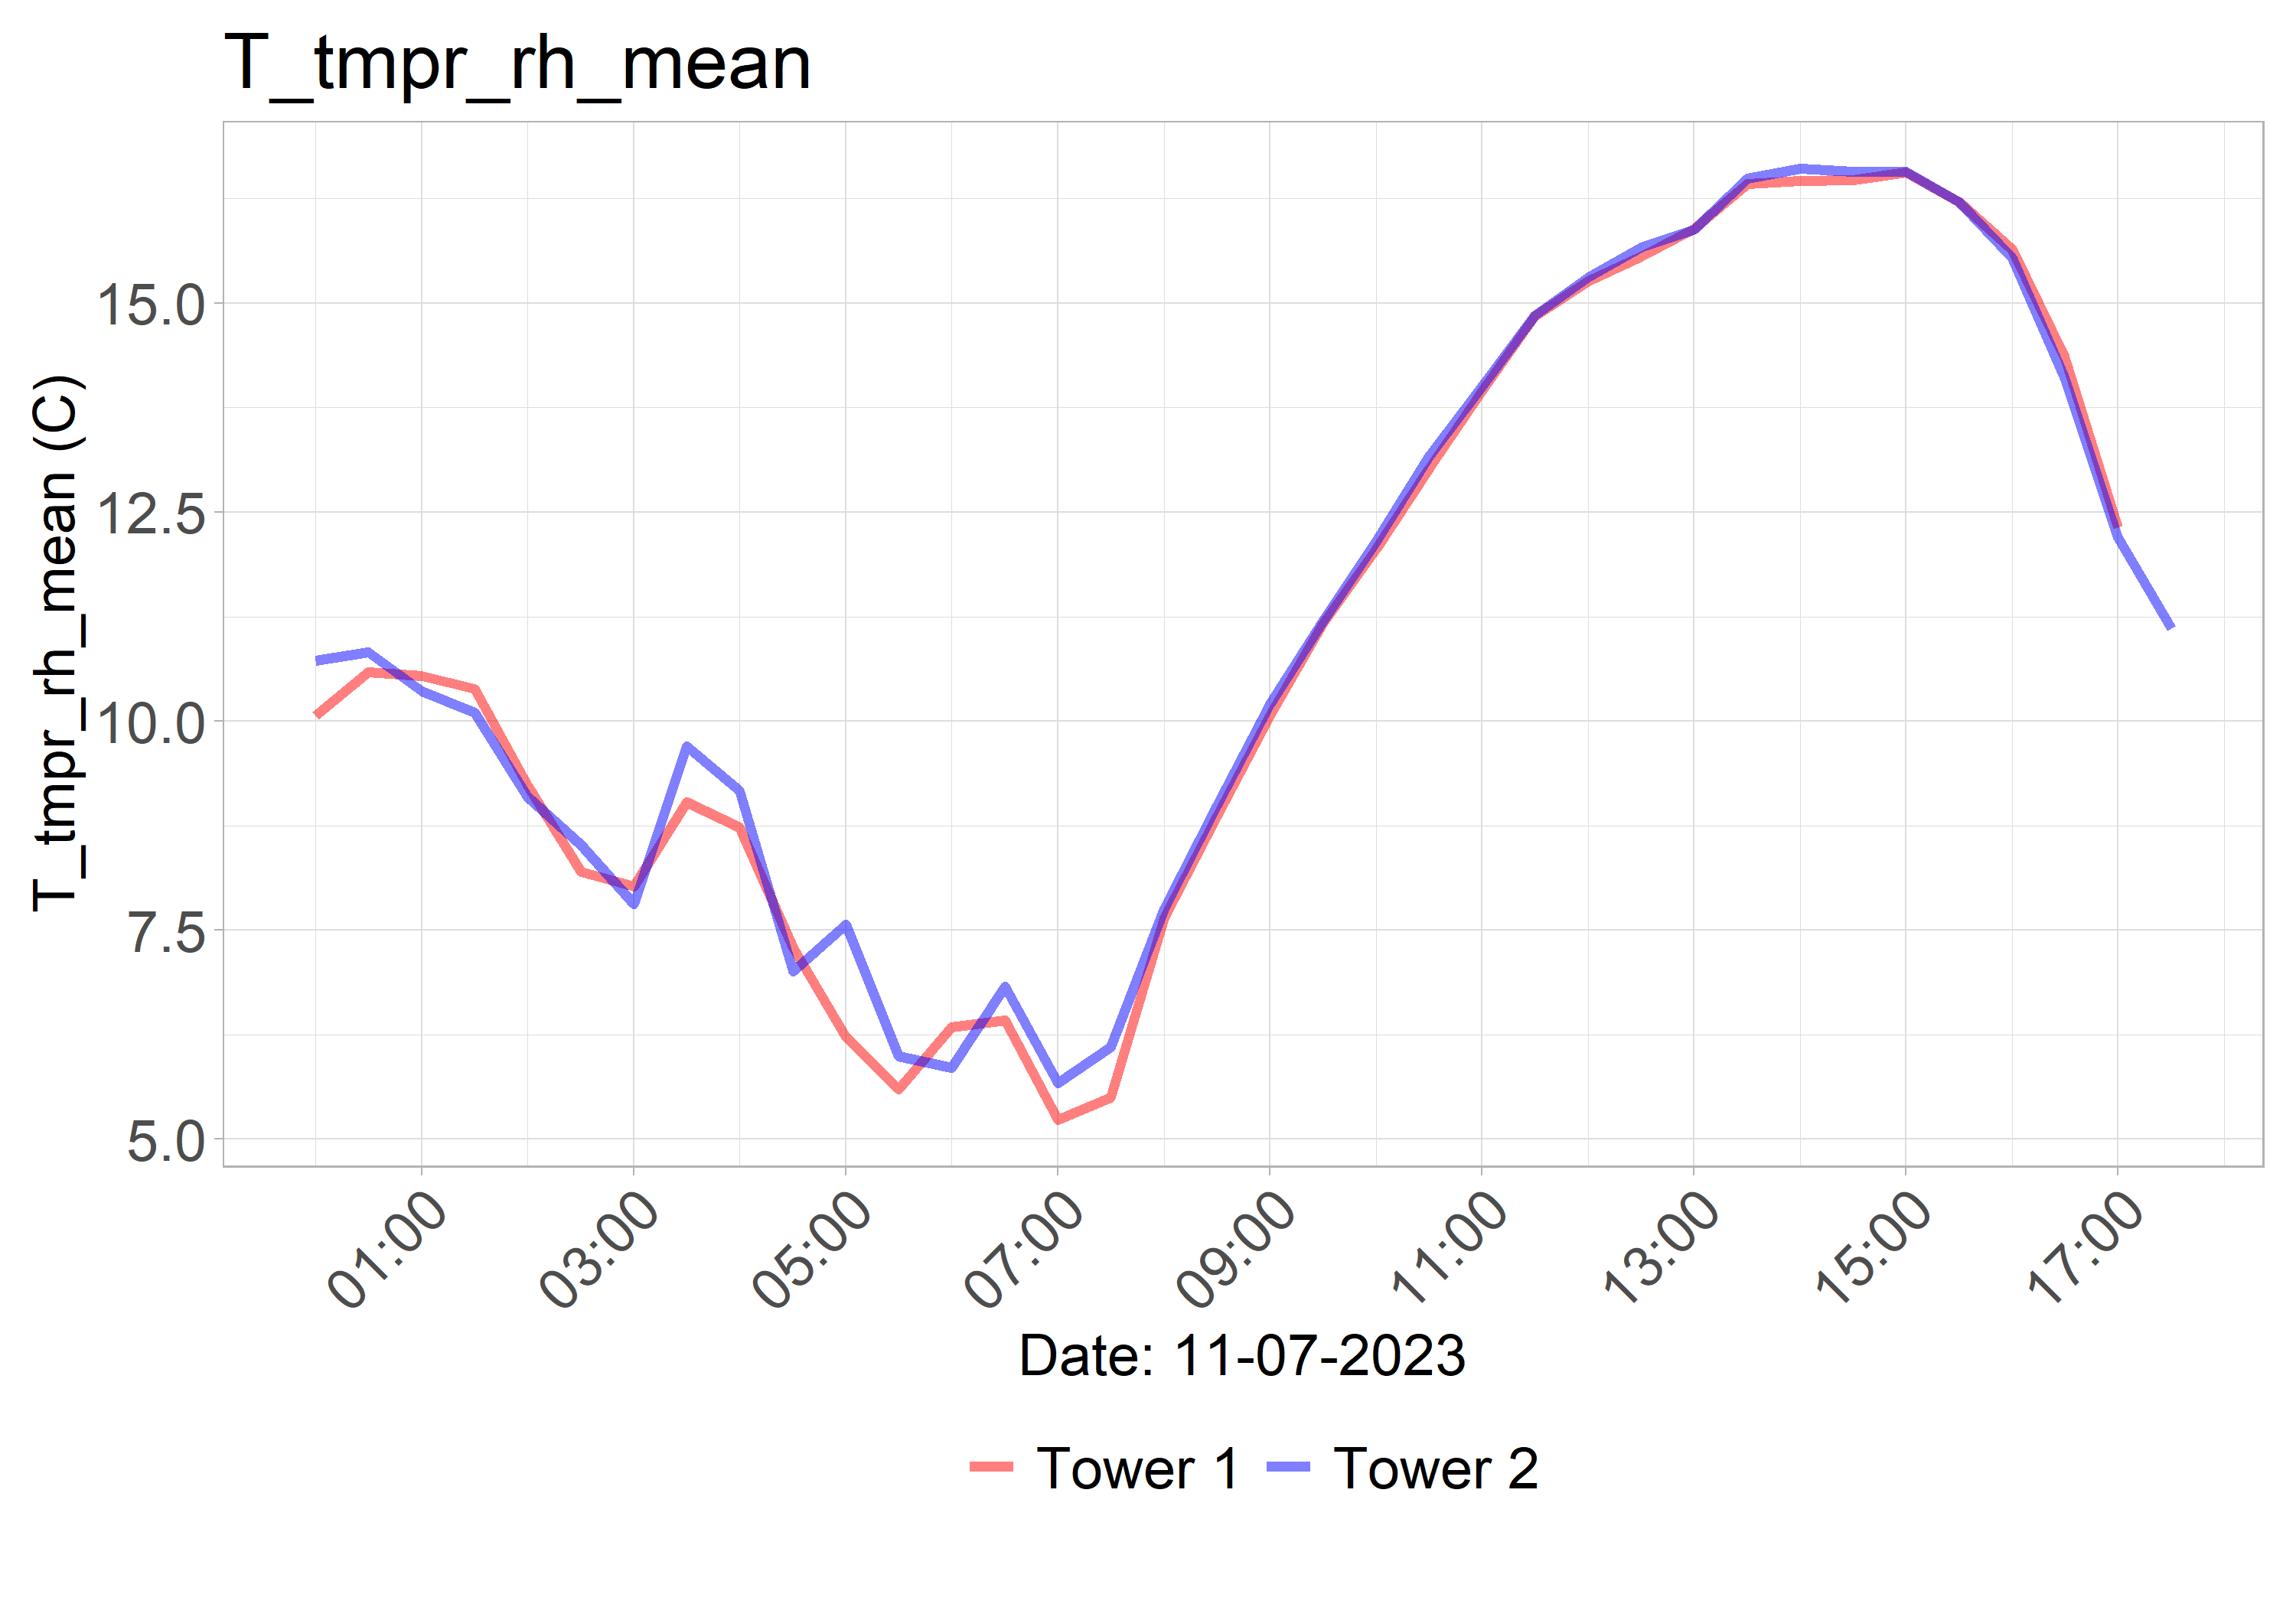 T_tmpr_rh_mean
T_tmpr_rh_mean (C)
15.0
12.5
10.0
7.5
5.0
01:00 03:00 05:00 07:00 09:00 11:00 13:00 15:00 17:00
Date: 11-07-2023
Tower 1 Tower 2